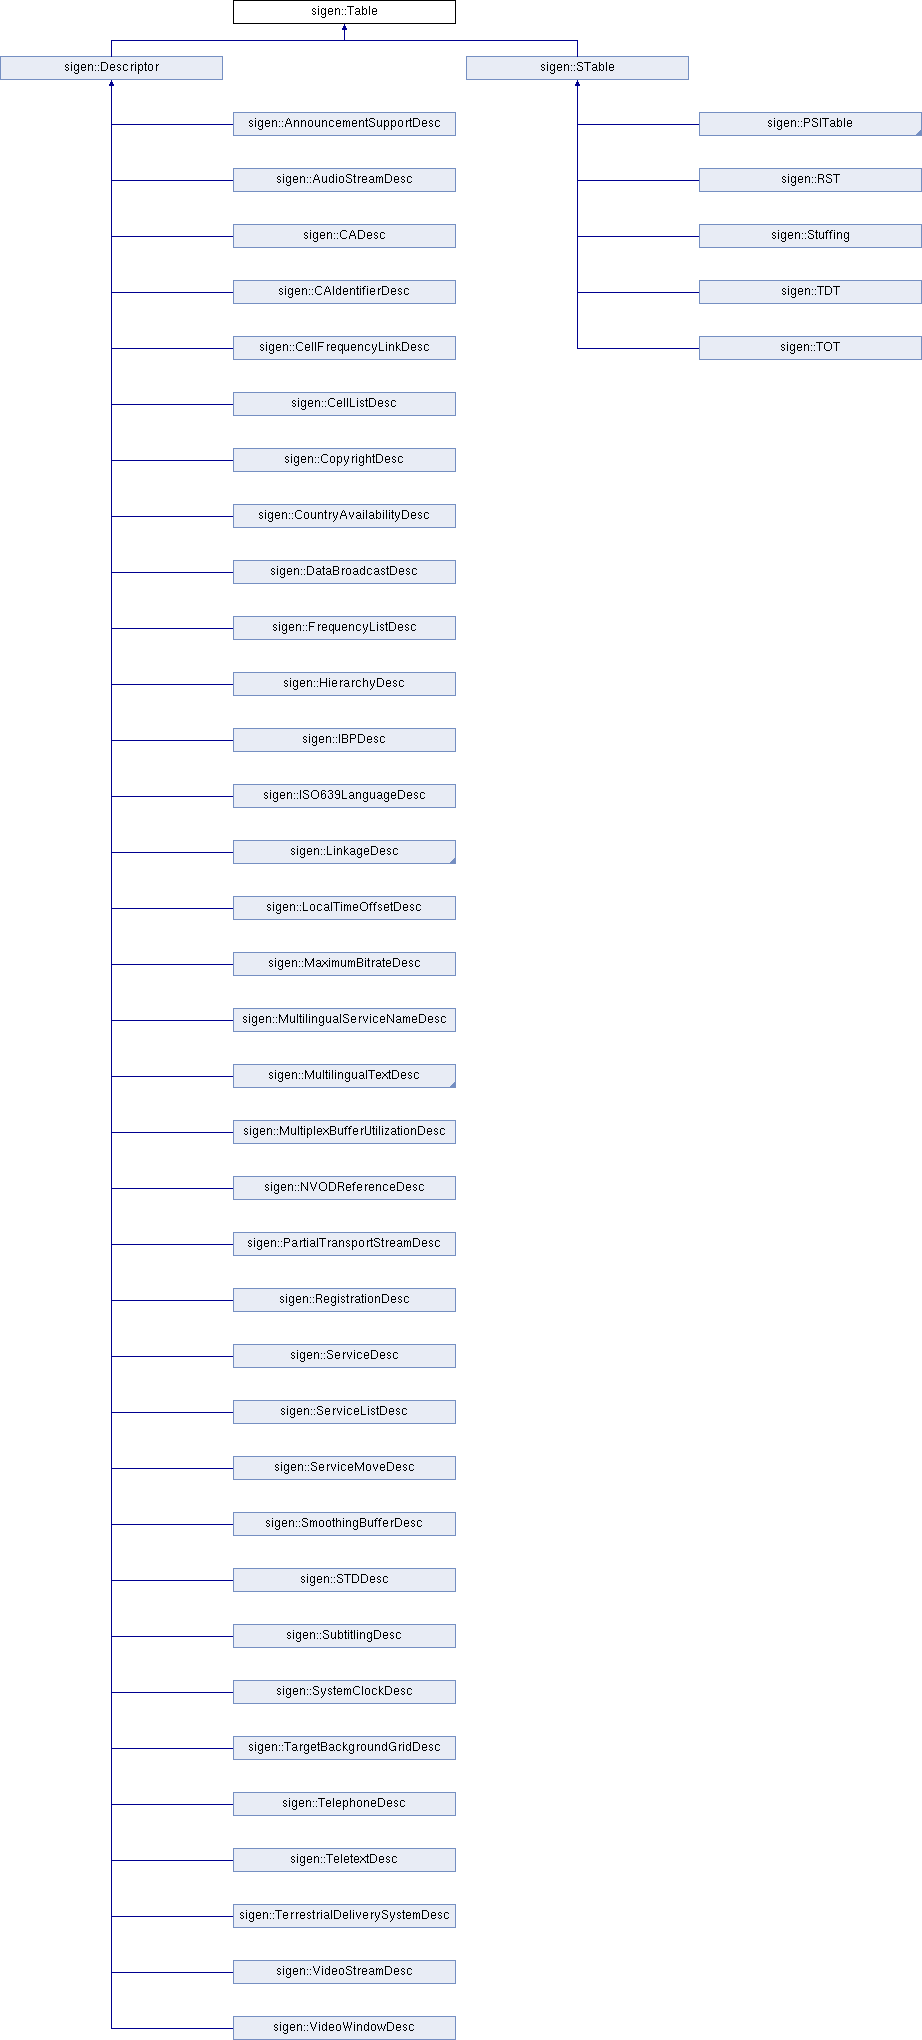 sigen::Table
sigen::Descriptor
sigen::STable
sigen::AnnouncementSupportDesc
sigen::PSITable
sigen::AudioStreamDesc
sigen::RST
sigen::CADesc
sigen::Stuffing
sigen::CAIdentifierDesc
sigen::TDT
sigen::CellFrequencyLinkDesc
sigen::TOT
sigen::CellListDesc
sigen::CopyrightDesc
sigen::CountryAvailabilityDesc
sigen::DataBroadcastDesc
sigen::FrequencyListDesc
sigen::HierarchyDesc
sigen::IBPDesc
sigen::ISO639LanguageDesc
sigen::LinkageDesc
sigen::LocalTimeOffsetDesc
sigen::MaximumBitrateDesc
sigen::MultilingualServiceNameDesc
sigen::MultilingualTextDesc
sigen::MultiplexBufferUtilizationDesc
sigen::NVODReferenceDesc
sigen::PartialTransportStreamDesc
sigen::RegistrationDesc
sigen::ServiceDesc
sigen::ServiceListDesc
sigen::ServiceMoveDesc
sigen::SmoothingBufferDesc
sigen::STDDesc
sigen::SubtitlingDesc
sigen::SystemClockDesc
sigen::TargetBackgroundGridDesc
sigen::TelephoneDesc
sigen::TeletextDesc
sigen::TerrestrialDeliverySystemDesc
sigen::VideoStreamDesc
sigen::VideoWindowDesc